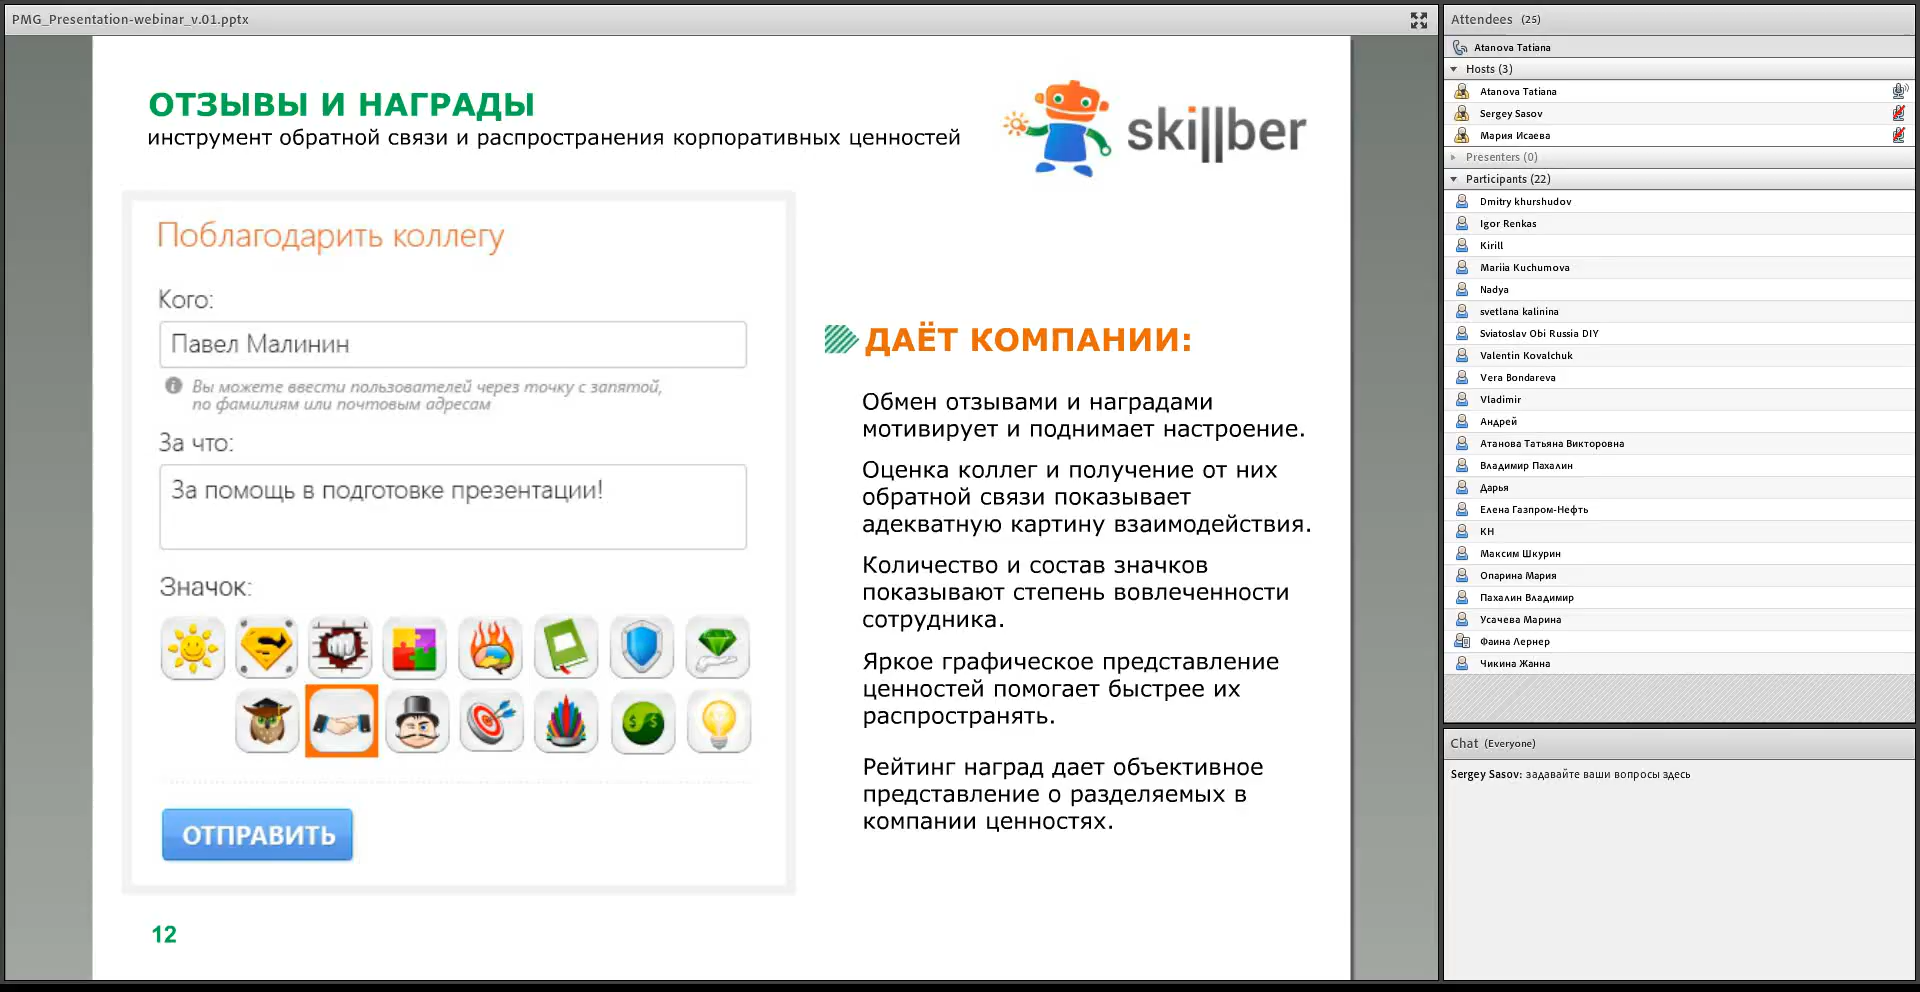 PMG_Presentation-webinar_v.01.pptx
ОТЗЫВЫ И НАГРАДЫ
инструмент обратной связи и распространения корпоративных ценностей
skillber
Поблагодарить коллегу
Кого:
Павел Малинин
Вы можете ввести пользователей через точку с запятой,
по фамилиям или почтовым адресам
За что:
За помощь в подготовке презентации!
Значок:
ОТПРАВИТЬ
ДАЁТ КОМПАНИИ:
Обмен отзывами и наградами
мотивирует и поднимает настроение.
Оценка коллег и получение от них
обратной связи показывает
адекватную картину взаимодействия.
Количество и состав значков
показывают степень вовлеченности
сотрудника.
Яркое графическое представление
ценностей помогает быстрее их
распространять.
Рейтинг наград дает объективное
представление о разделяемых в
компании ценностях.
12
Attendees (25)
Atanova Tatiana
Hosts (3)
Atanova Tatiana
Sergey Sasov
Мария Исаева
Presenters (0)
Participants (22)
Dmitry khurshudov
Igor Renkas
Kirill
Mariia Kuchumova
Nadya
svetlana kalinina
Sviatoslav Obi Russia DIY
Valentin Kovalchuk
Vera Bondareva
Vladimir
Андрей
Атанова Татьяна Викторовна
Владимир Пахалин
Дарья
Елена Газпром-Нефть
КН
Максим Шкурин
Опарина Мария
Пахалин Владимир
Усачева Марина
Фаина Лернер
Чикина Жанна
Chat (Everyone)
Sergey Sasov: задавайте ваши вопросы здесь